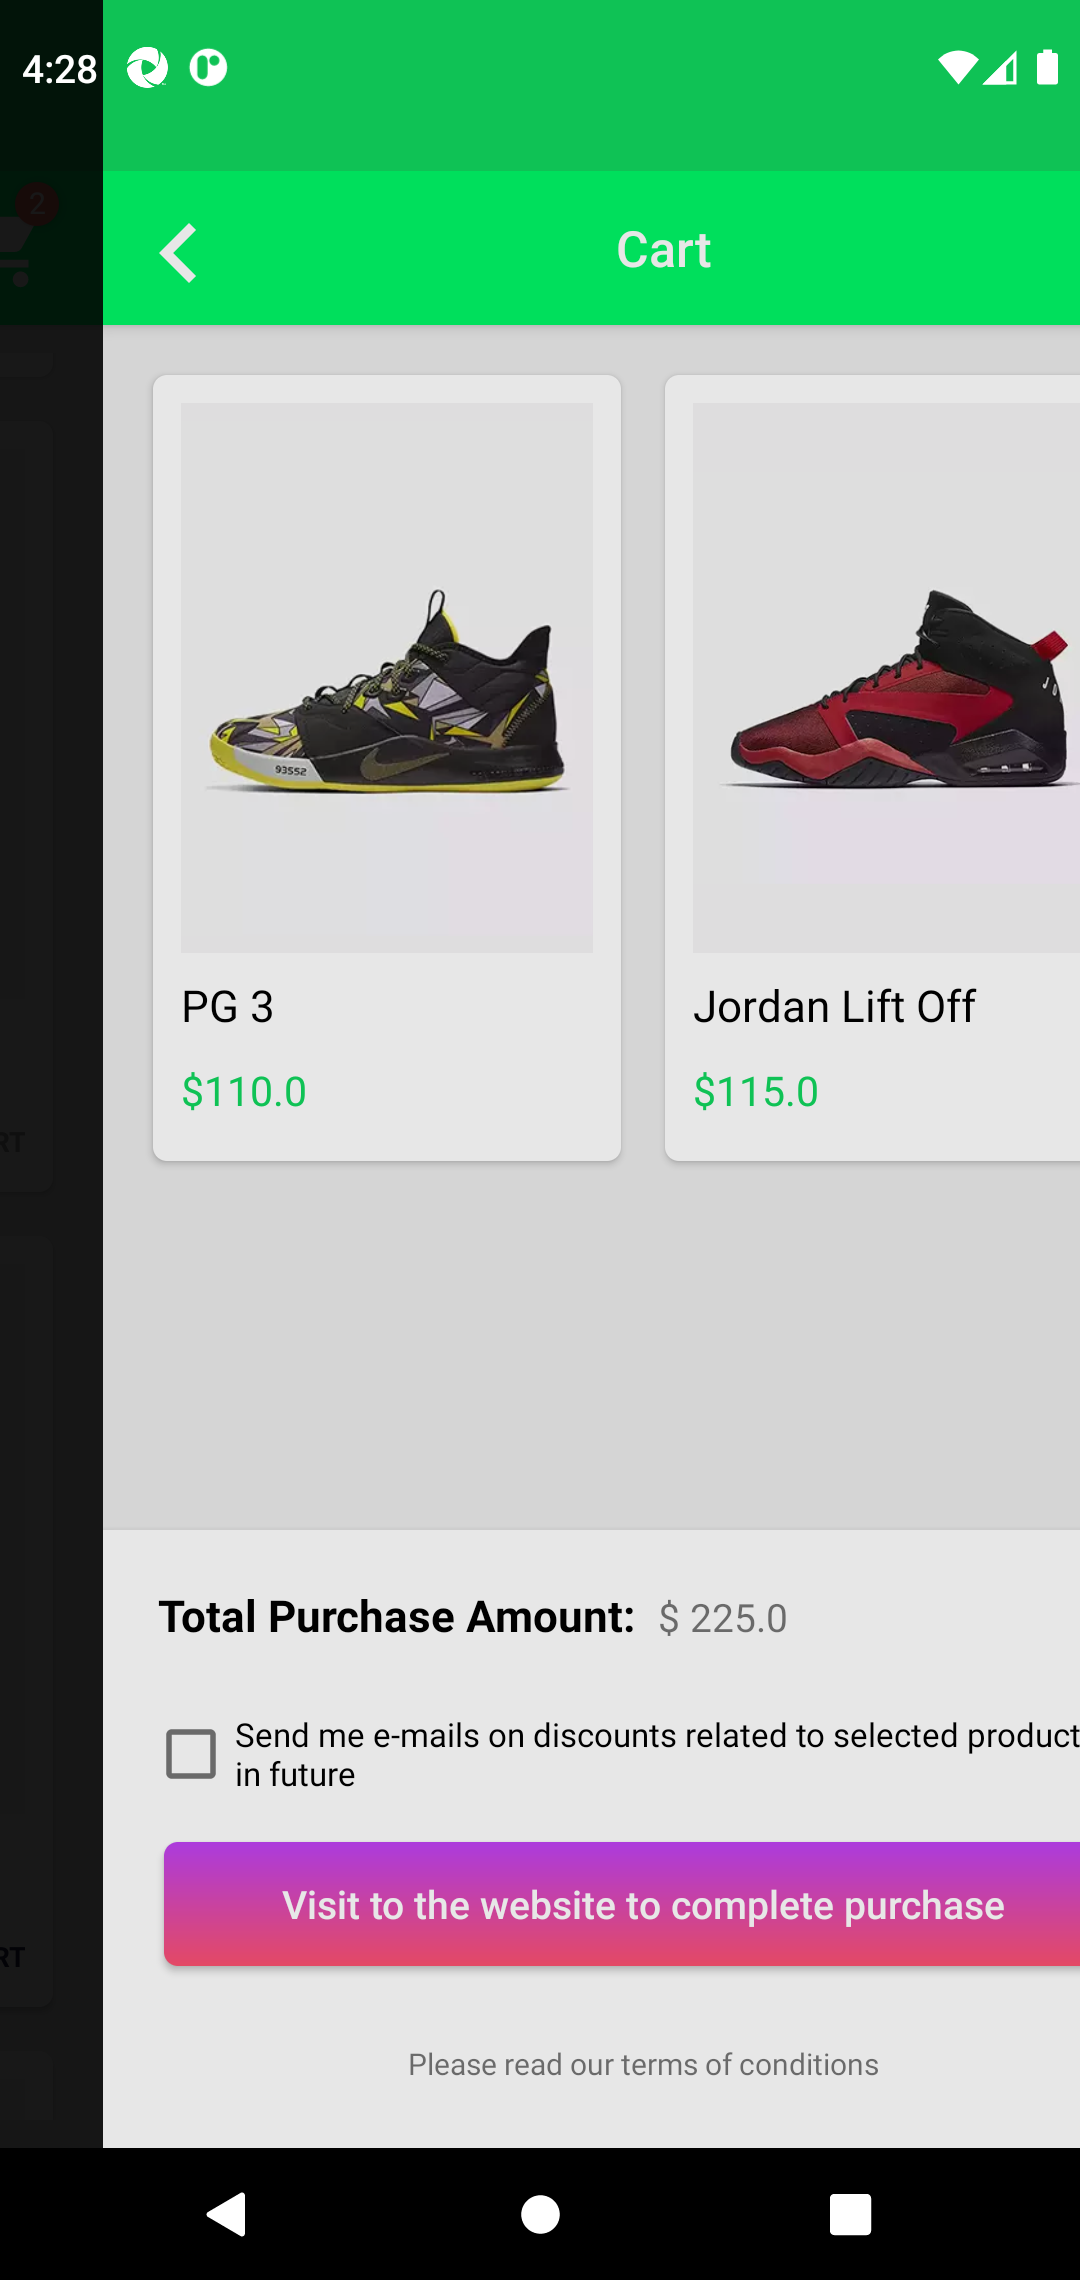 4:28
2
Cart
93552
PG 3
Jordan Lift Off
$110.0
$115.0
RT
Total Purchase Amount: $ 225.0
Send me e-mails on discounts related to selected product
in future
Visit to the website to complete purchase
RT
Please read our terms of conditions